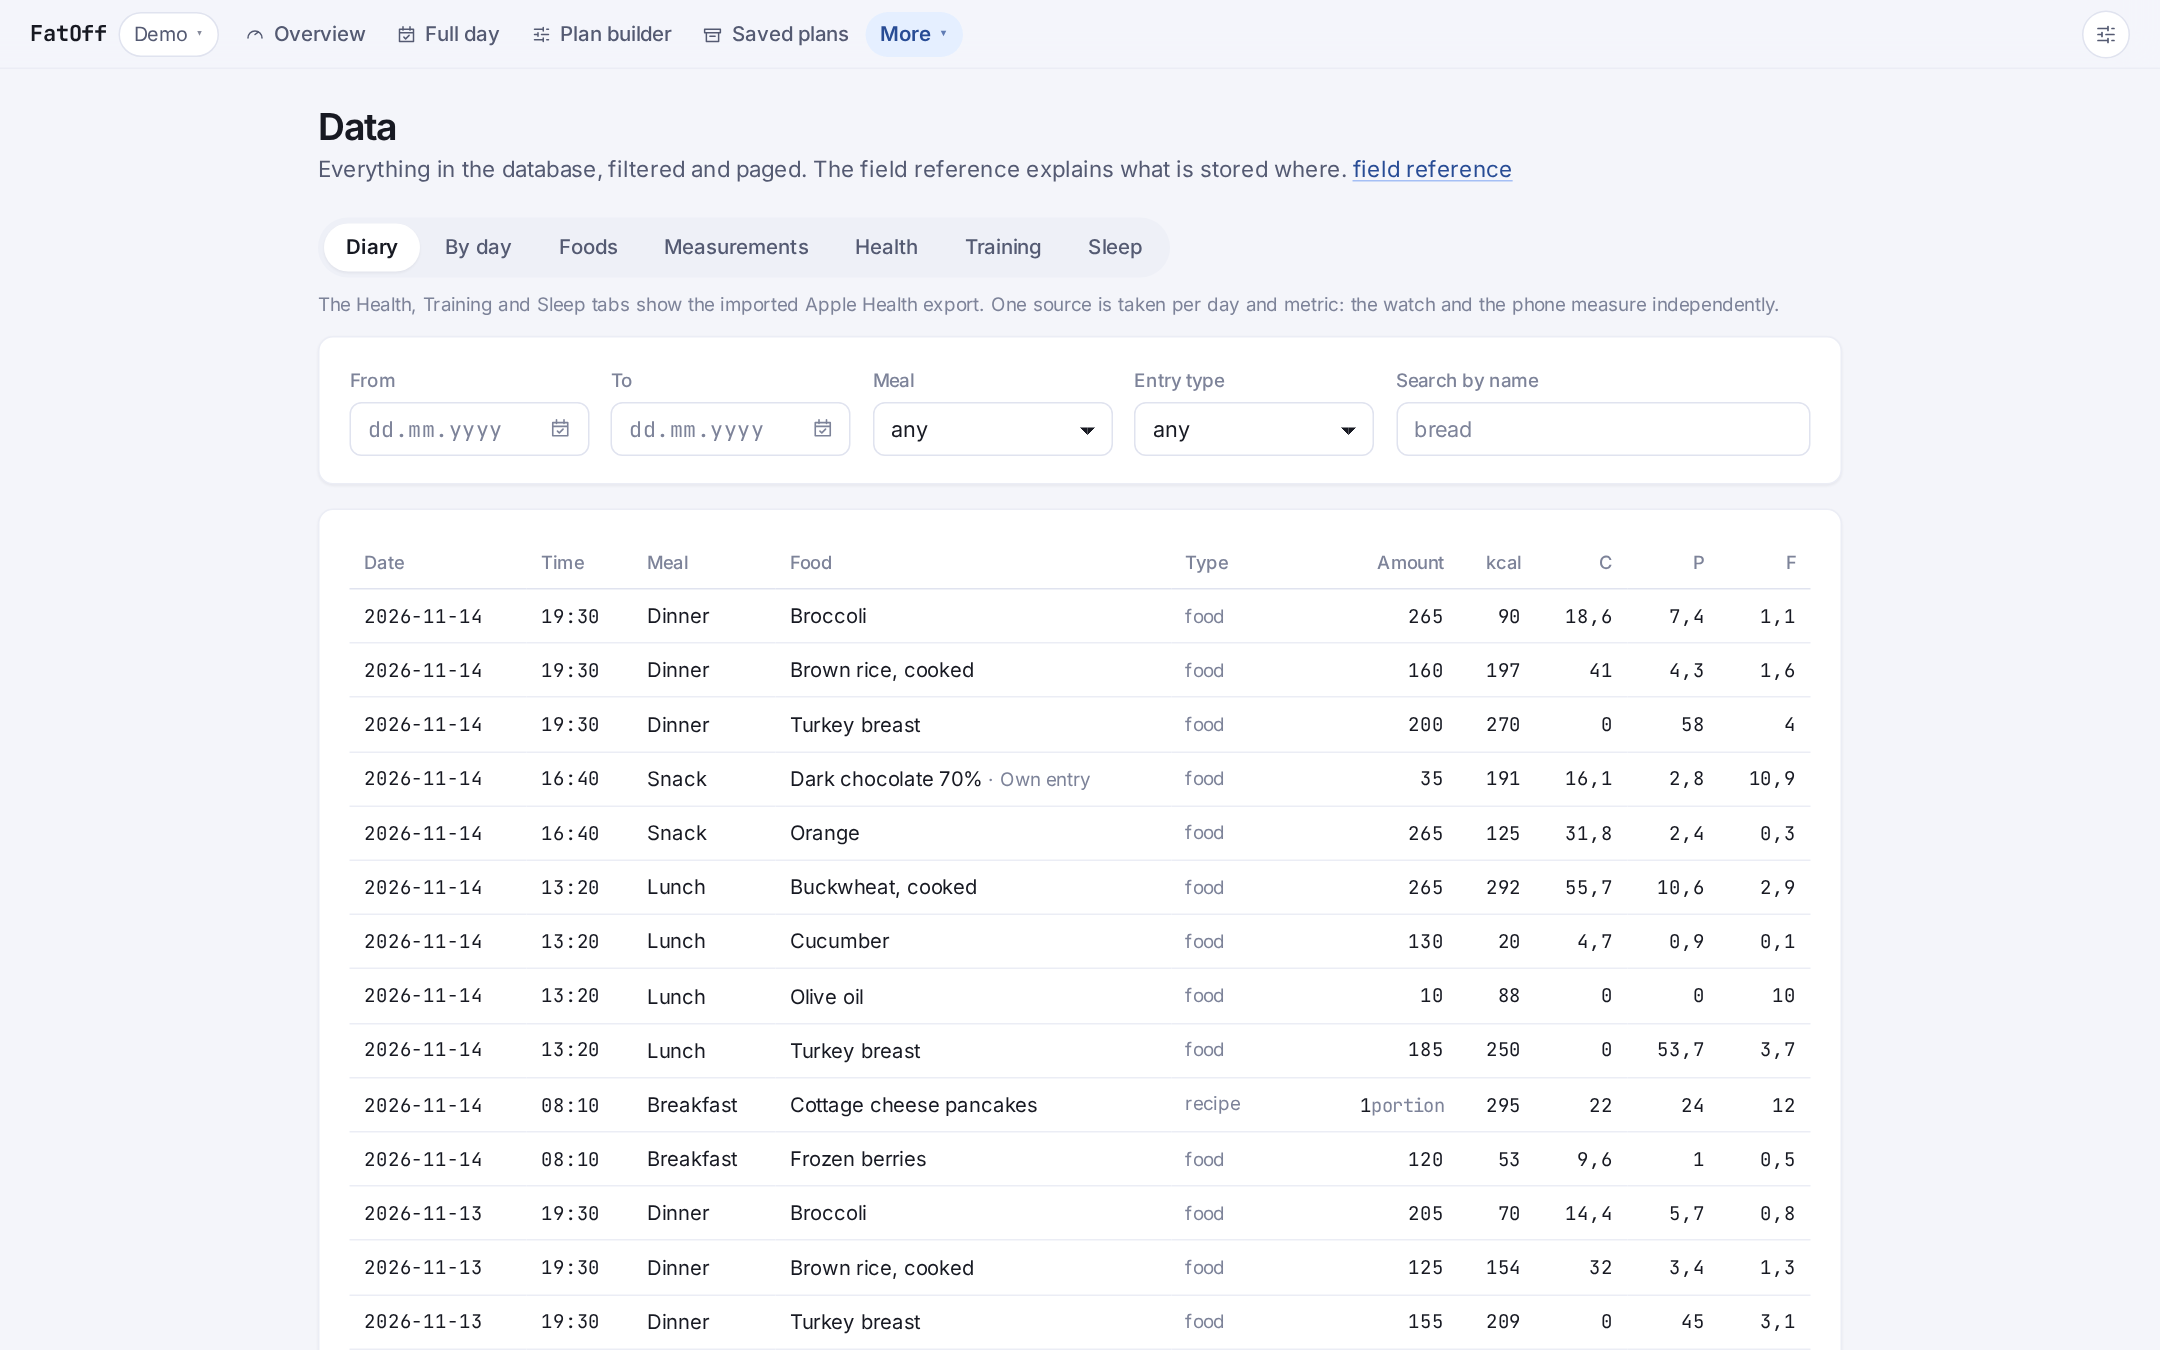 FatOff Demo Overview Full day Plan builder Saved plans More
Data
Everything in the database, filtered and paged. The field reference explains what is stored where. field reference
Diary By day Foods Measurements Health Training Sleep
The Health, Training and Sleep tabs show the imported Apple Health export. One source is taken per day and metric: the watch and the phone measure independently.
From To Meal Entry type Search by name
dd.mm.yyyy dd.mm.yyyy any any bread
Date Time Meal Food Type Amount kcal C P F
2026-11-14 19:30 Dinner Broccoli food 265 90 18,6 7,4 1,1
2026-11-14 19:30 Dinner Brown rice, cooked food 160 197 41 4,3 1,6
2026-11-14 19:30 Dinner Turkey breast food 200 270 0 58 4
2026-11-14 16:40 Snack Dark chocolate 70% · Own entry food 35 191 16,1 2,8 10,9
2026-11-14 16:40 Snack Orange food 265 125 31,8 2,4 0,3
2026-11-14 13:20 Lunch Buckwheat, cooked food 265 292 55,7 10,6 2,9
2026-11-14 13:20 Lunch Cucumber food 130 20 4,7 0,9 0,1
2026-11-14 13:20 Lunch Olive oil food 10 88 0 0 10
2026-11-14 13:20 Lunch Turkey breast food 185 250 0 53,7 3,7
2026-11-14 08:10 Breakfast Cottage cheese pancakes recipe 1portion 295 22 24 12
2026-11-14 08:10 Breakfast Frozen berries food 120 53 9,6 1 0,5
2026-11-13 19:30 Dinner Broccoli food 205 70 14,4 5,7 0,8
2026-11-13 19:30 Dinner Brown rice, cooked food 125 154 32 3,4 1,3
2026-11-13 19:30 Dinner Turkey breast food 155 209 0 45 3,1